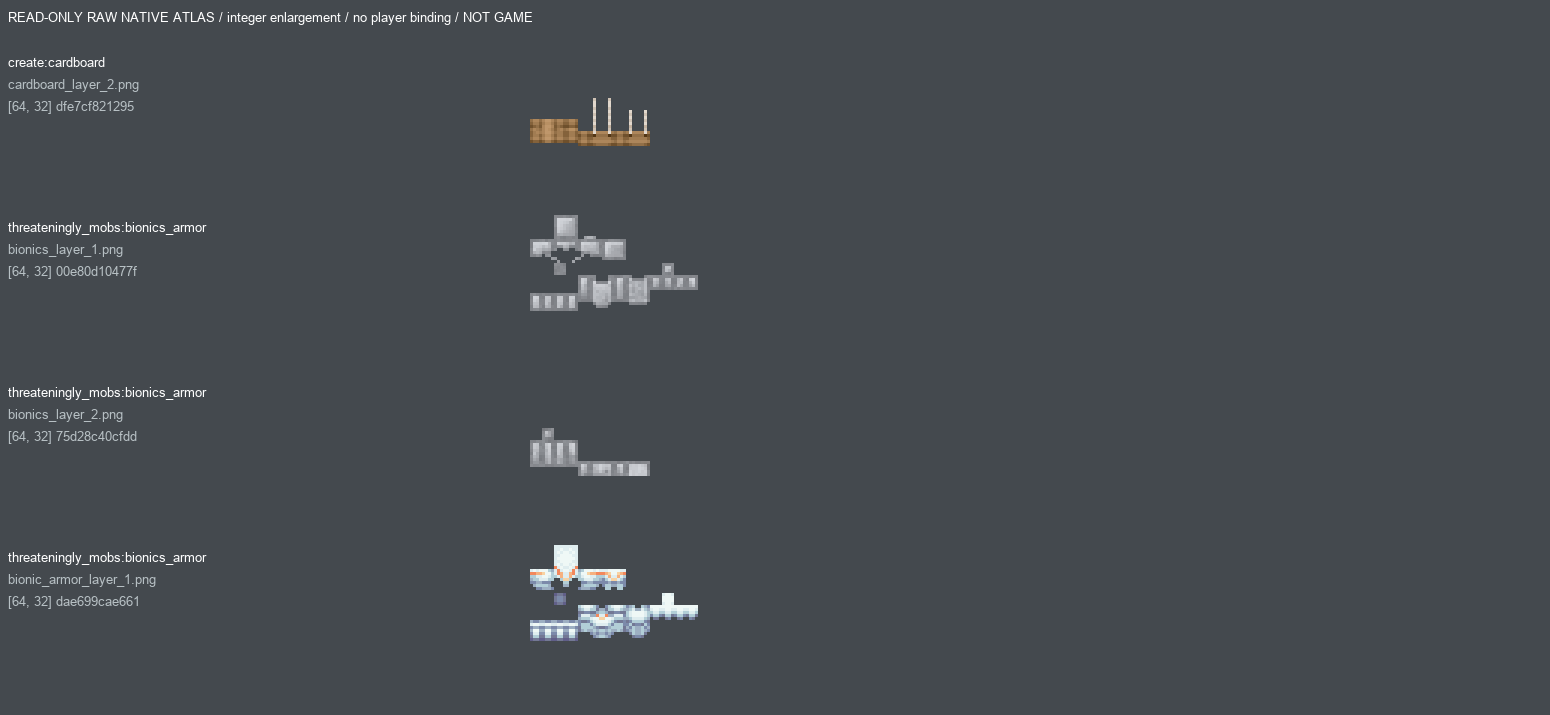 READ-ONLY RAW NATIVE ATLAS / integer enlargement / no player binding / NOT GAME
create:cardboard
cardboard_layer_2.png
[64, 32] dfe7cf821295
threateningly_mobs:bionics_armor
bionics_layer_1.png
[64, 32] 00e80d10477f
threateningly_mobs:bionics_armor
bionics_layer_2.png
[64, 32] 75d28c40cfdd
threateningly_mobs:bionics_armor
bionic_armor_layer_1.png
[64, 32] dae699cae661